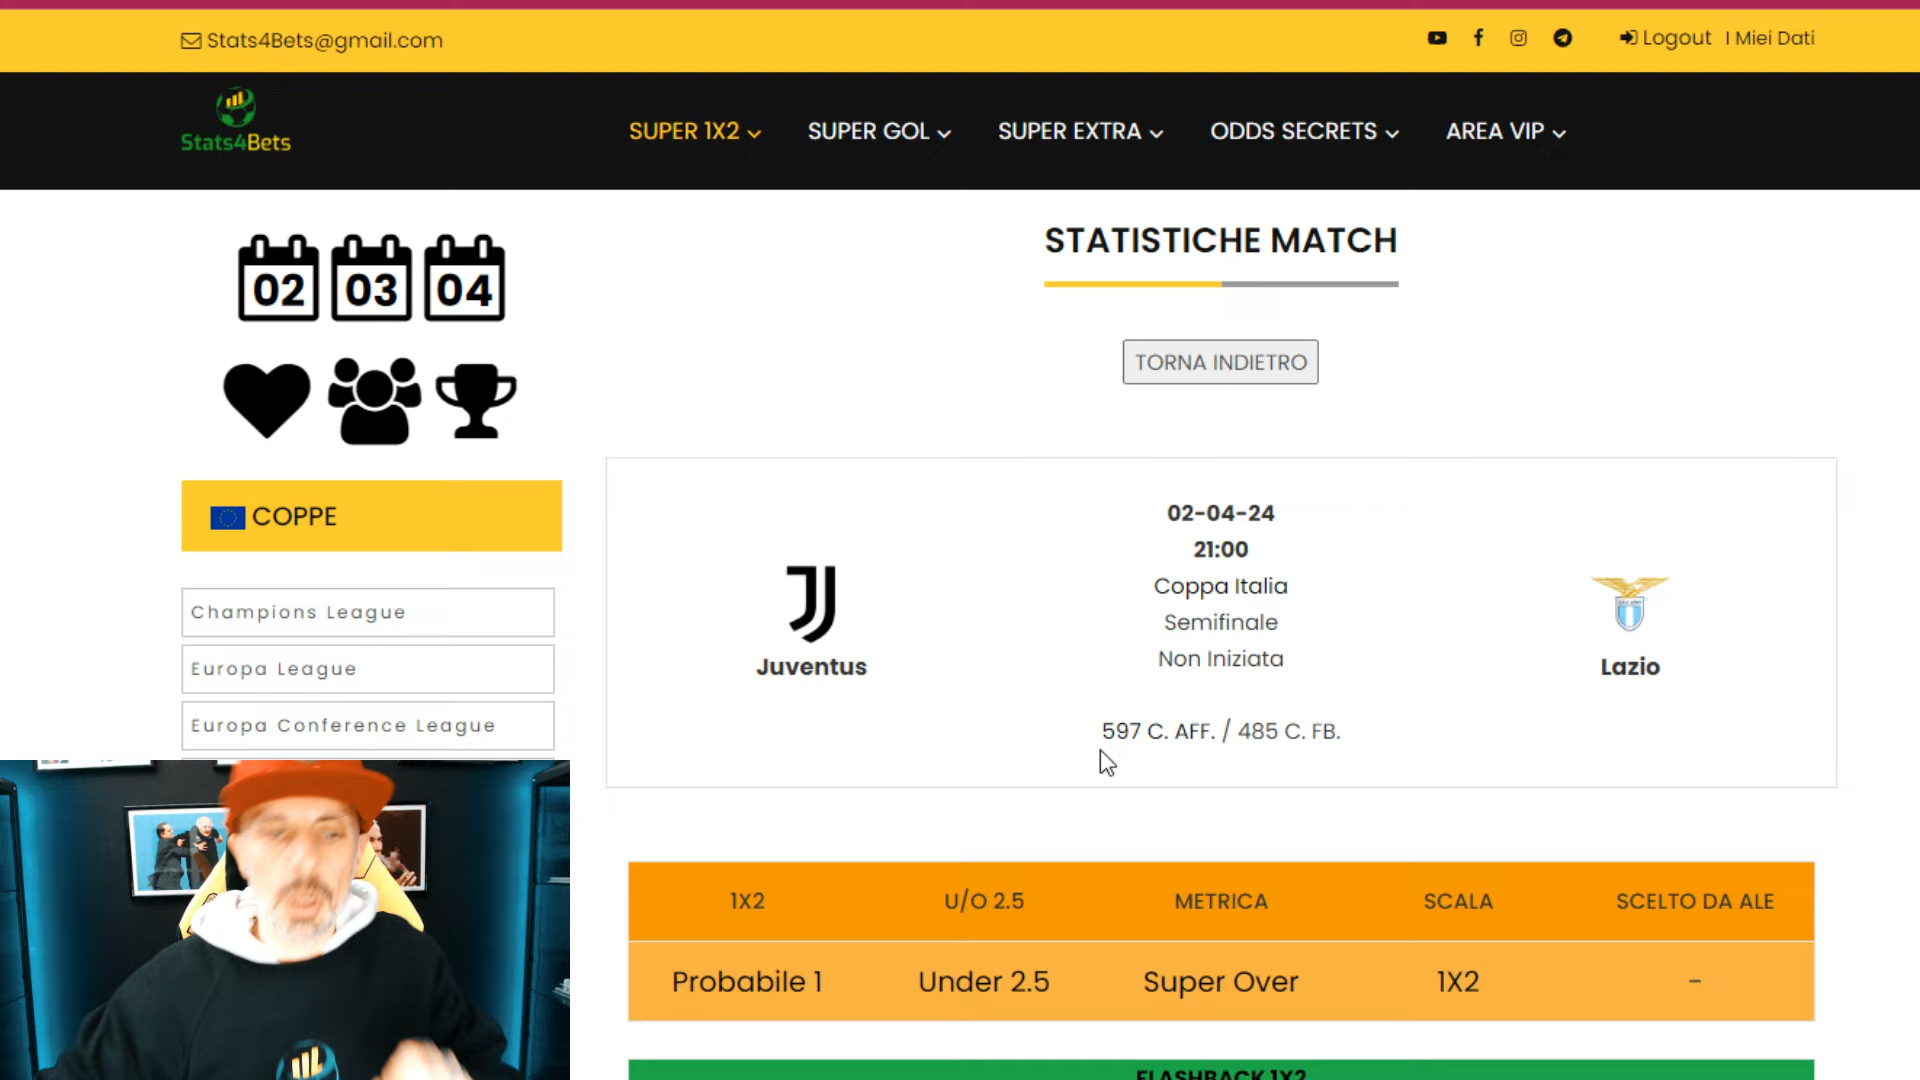 Stats4Bets@gmail.com
Logout I Miei Dati
Stats4Bets
SUPER 1X2
SUPER GOL
SUPER EXTRA
ODDS SECRETS
AREA VIP
02 03 04
STATISTICHE MATCH
TORNA INDIETRO
COPPE
Champions League
Europa League
Europa Conference League
02-04-24
21:00
Coppa Italia
Semifinale
Non Iniziata
Juventus
Lazio
597 C. AFF. / 485 C. FB.
1X2 U/O 2.5 METRICA SCALA SCELTO DA ALE
Probabile 1 Under 2.5 Super Over 1X2 -
FLASHBACK 1X2